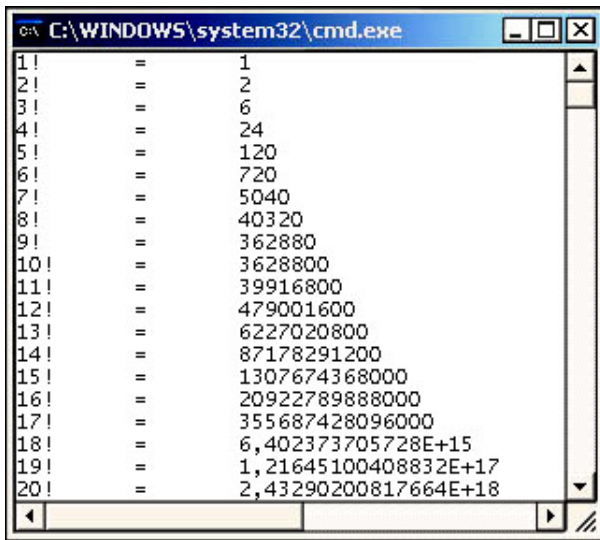 C:\WINDOWS\system32\cmd.exe
1! = 1
2! = 2
3! = 6
4! = 24
5! = 120
6! = 720
7! = 5040
8! = 40320
9! = 362880
10! = 3628800
11! = 39916800
12! = 479001600
13! = 6227020800
14! = 87178291200
15! = 1307674368000
16! = 20922789888000
17! = 355687428096000
18! = 6,402373705728E+15
19! = 1,21645100408832E+17
20! = 2,43290200817664E+18